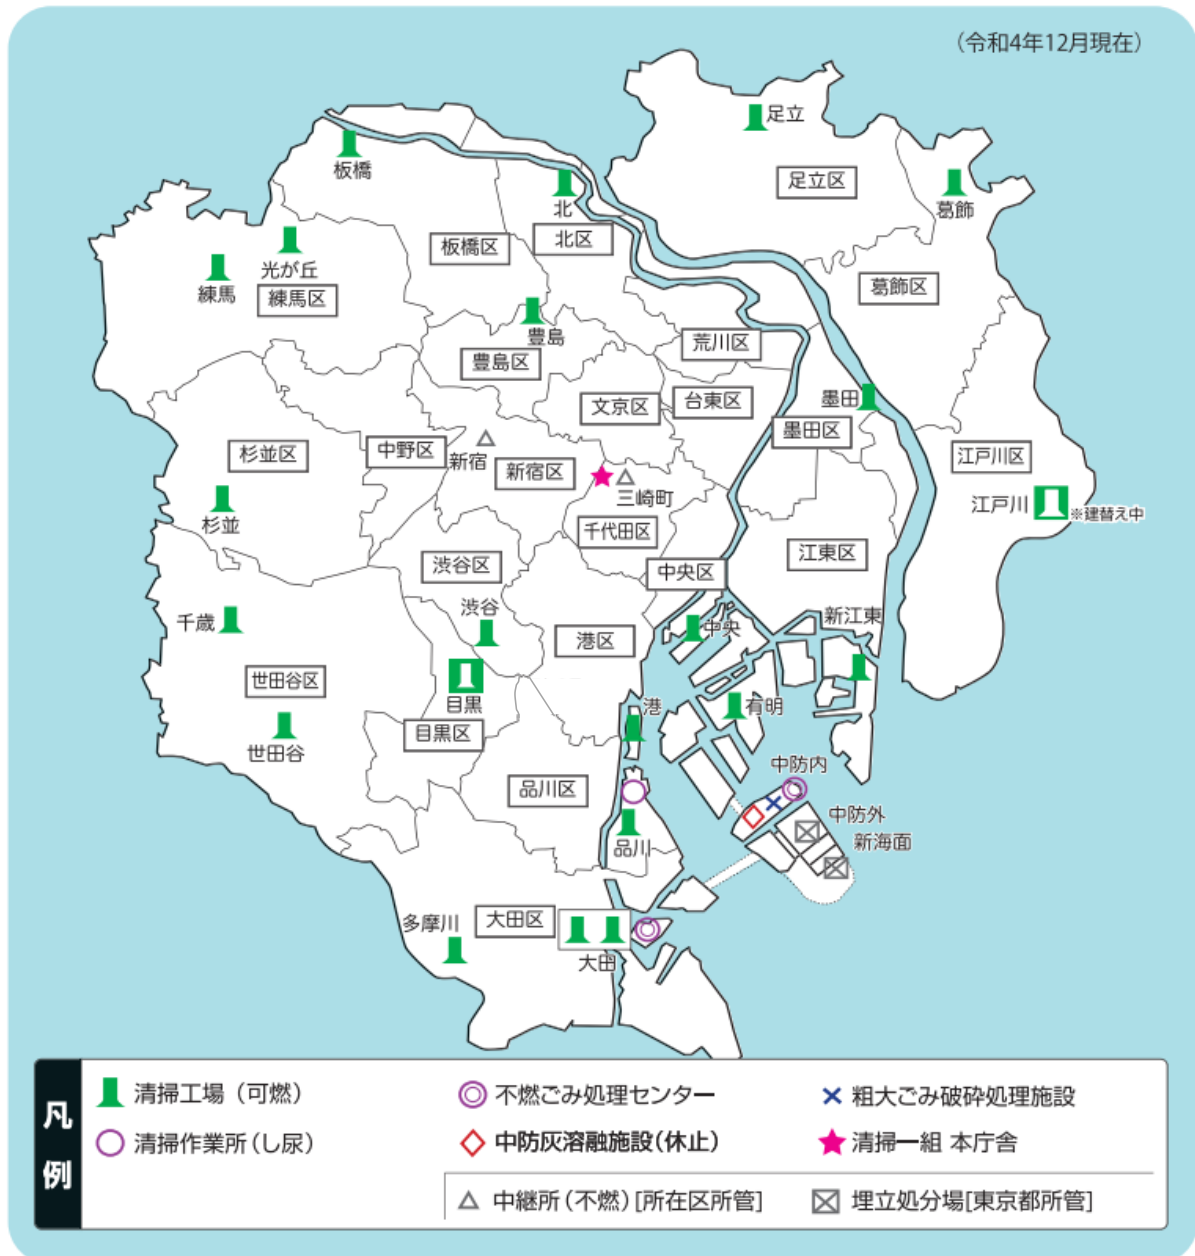 （令和4年12月現在）
足立
板橋
足立区
北
葛飾
北区
板橋区
光が丘
練馬
練馬区
葛飾区
豊島
荒川区
豊島区
墨田
台東区
文京区
墨田区
中野区
杉並区
新宿
新宿区
江戸川区
三崎町
江戸川
※建替え中
杉並
千代田区
江東区
渋谷区
中央区
渋谷
新江東
千歳
中央
港区
世田谷区
目黒
港
有明
目黒区
世田谷
中防内
品川区
中防外
新海面
品川
多摩川
大田区
大田
凡例
清掃工場（可燃）
不燃ごみ処理センター
粗大ごみ破砕処理施設
清掃作業所（し尿）
中防灰溶融施設（休止）
清掃一組 本庁舎
中継所（不燃）[所在区所管]
埋立処分場[東京都所管]